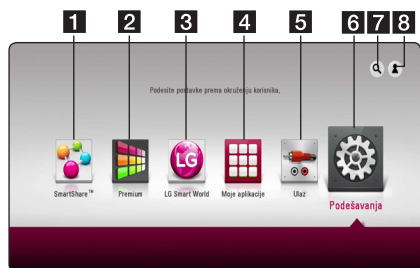 1 2 3 4 5 6 7 8
Podesite postavke prema okruženju korisnika.
LG
SmartShare™ Premium LG Smart World Moje aplikacije Ulaz
Podešavanja